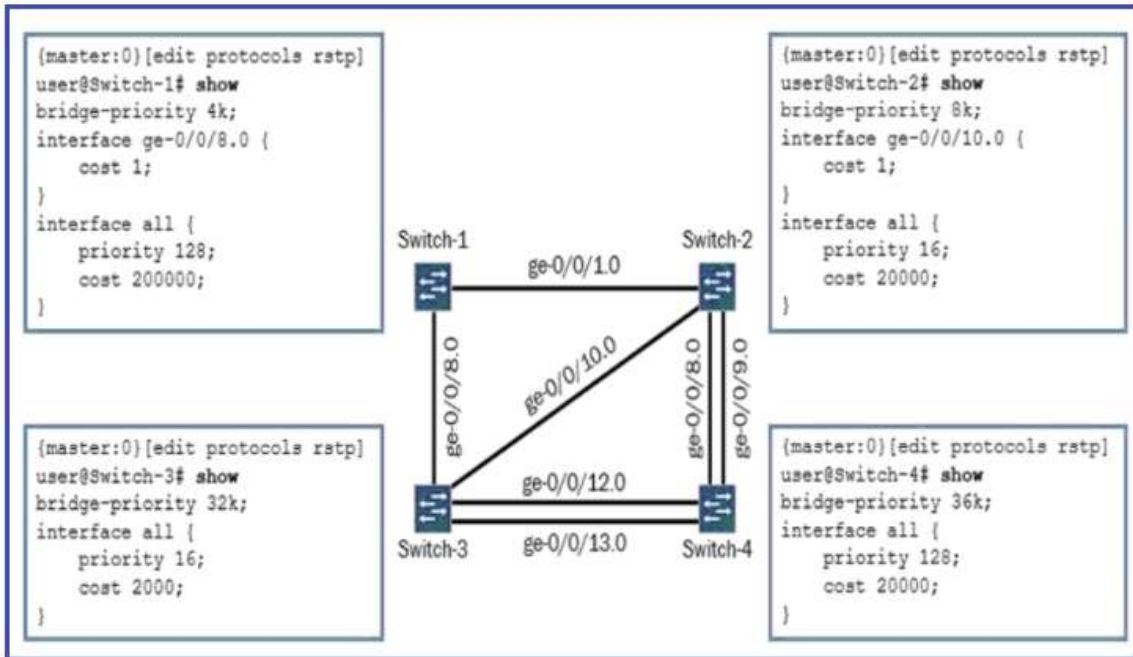 {master:0}[edit protocols rstp]
user@Switch-1# show
bridge-priority 4k;
interface ge-0/0/8.0 {
cost 1;
}
interface all {
priority 128;
cost 200000;
}
{master:0}[edit protocols rstp]
user@Switch-2# show
bridge-priority 8k;
interface ge-0/0/10.0 {
cost 1;
}
interface all {
priority 16;
cost 20000;
}
Switch-1
Switch-2
ge-0/0/1.0
ge-0/0/8.0
ge-0/0/10.0
ge-0/0/8.0
ge-0/0/9.0
ge-0/0/12.0
ge-0/0/13.0
Switch-3
Switch-4
{master:0}[edit protocols rstp]
user@Switch-3# show
bridge-priority 32k;
interface all {
priority 16;
cost 2000;
}
{master:0}[edit protocols rstp]
user@Switch-4# show
bridge-priority 36k;
interface all {
priority 128;
cost 20000;
}